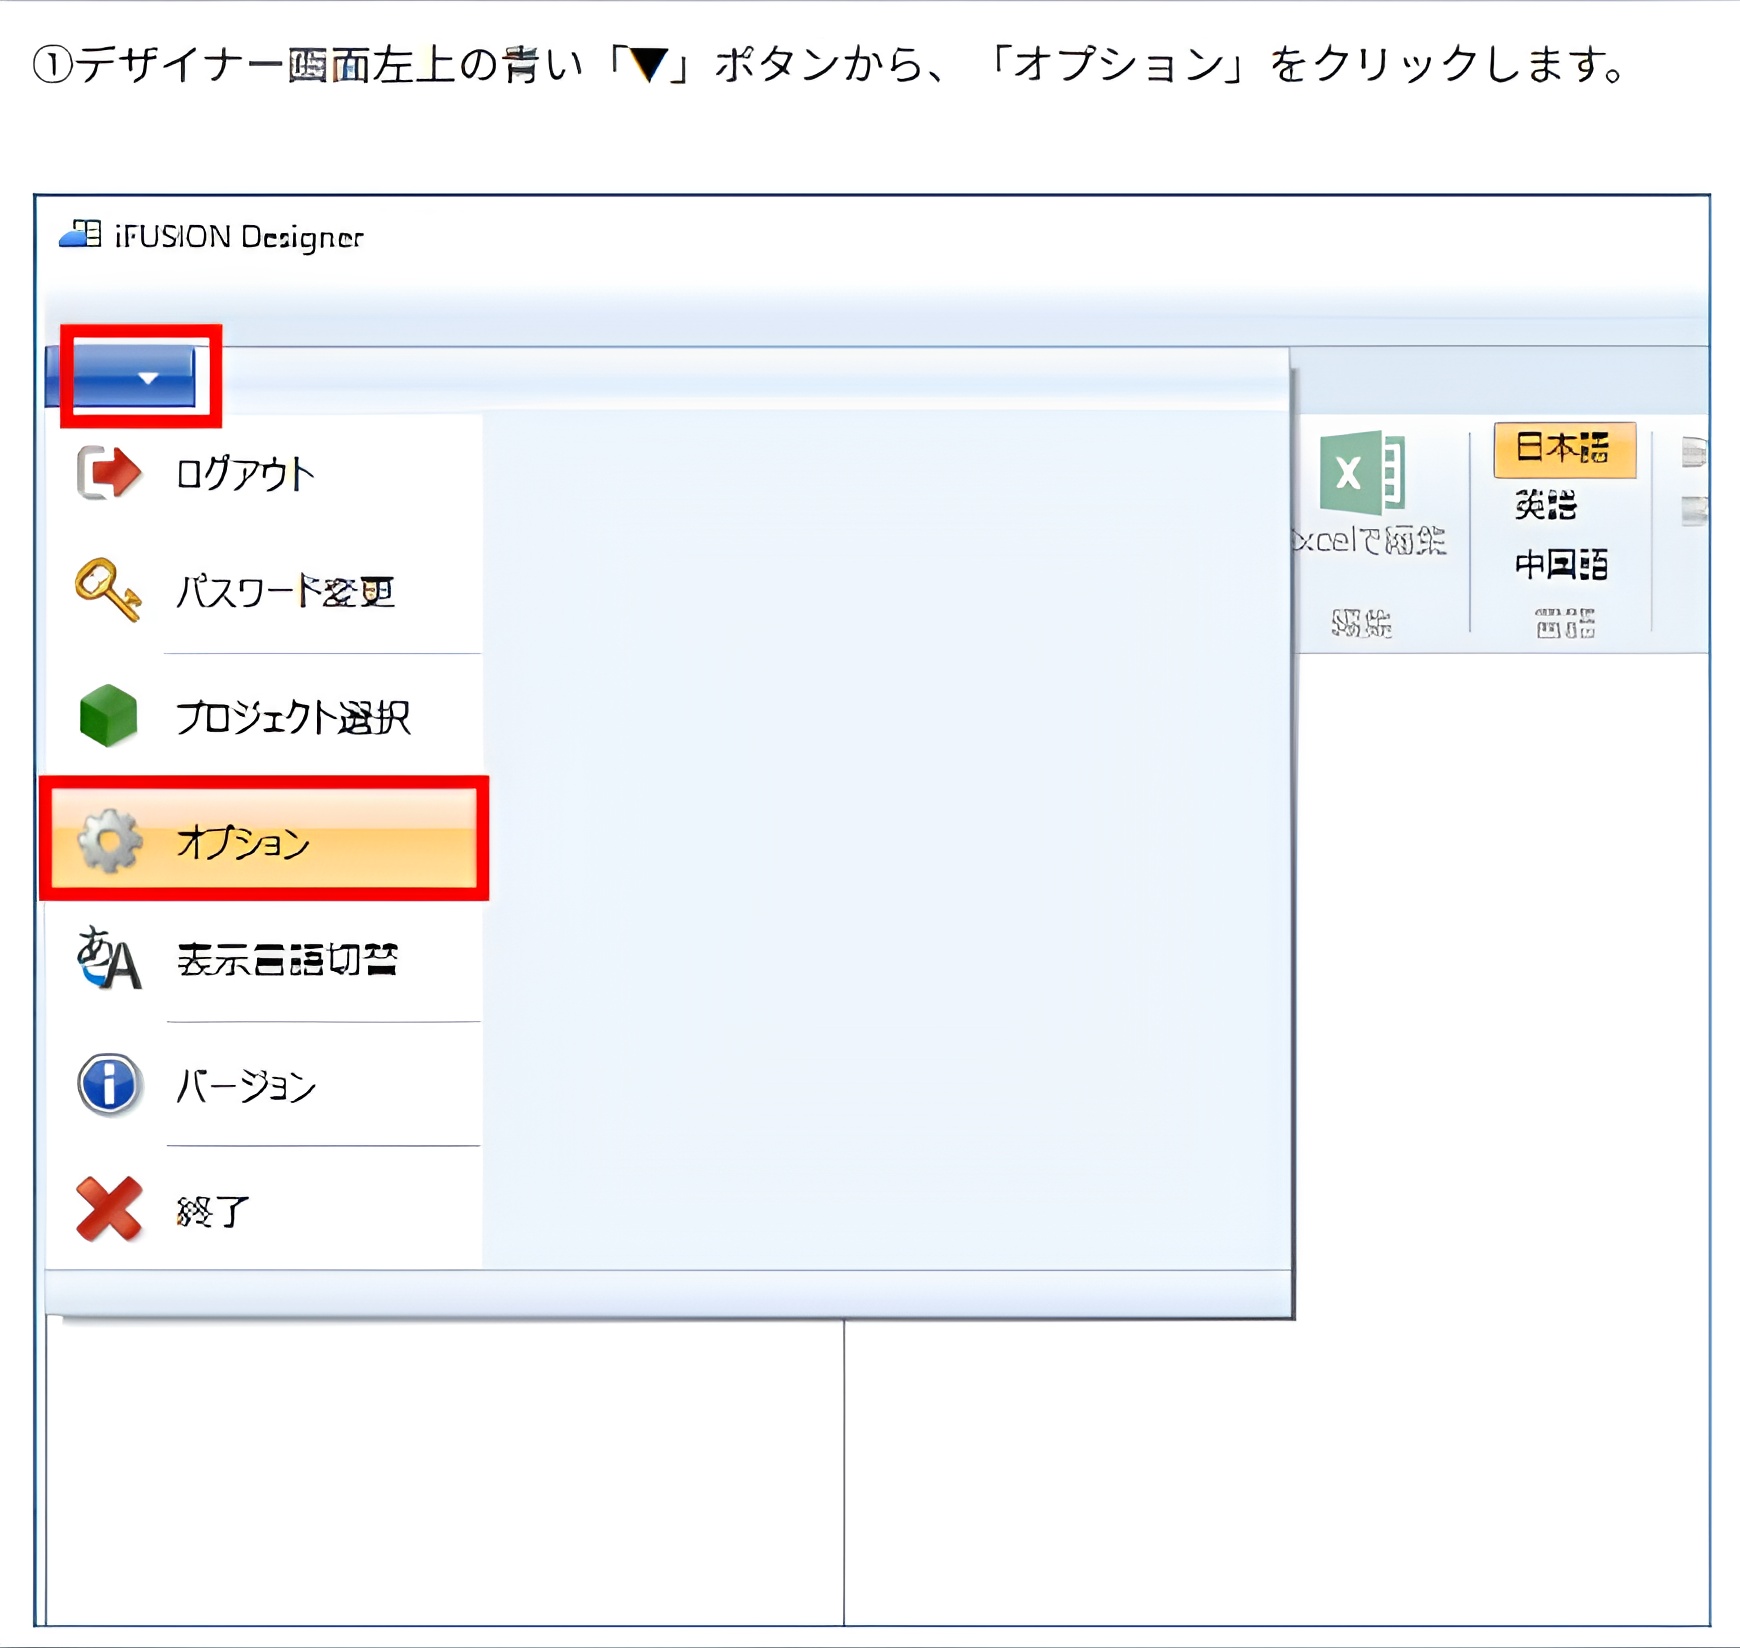 ①デザイナー画面左上の青い「▼」ボタンから、「オプション」をクリックします。
iFUSION Designer
ログアウト
パスワード変更
プロジェクト選択
オプション
表示言語切替
バージョン
終了
xcelで編集
編集
日本語
英語
中国語
言語